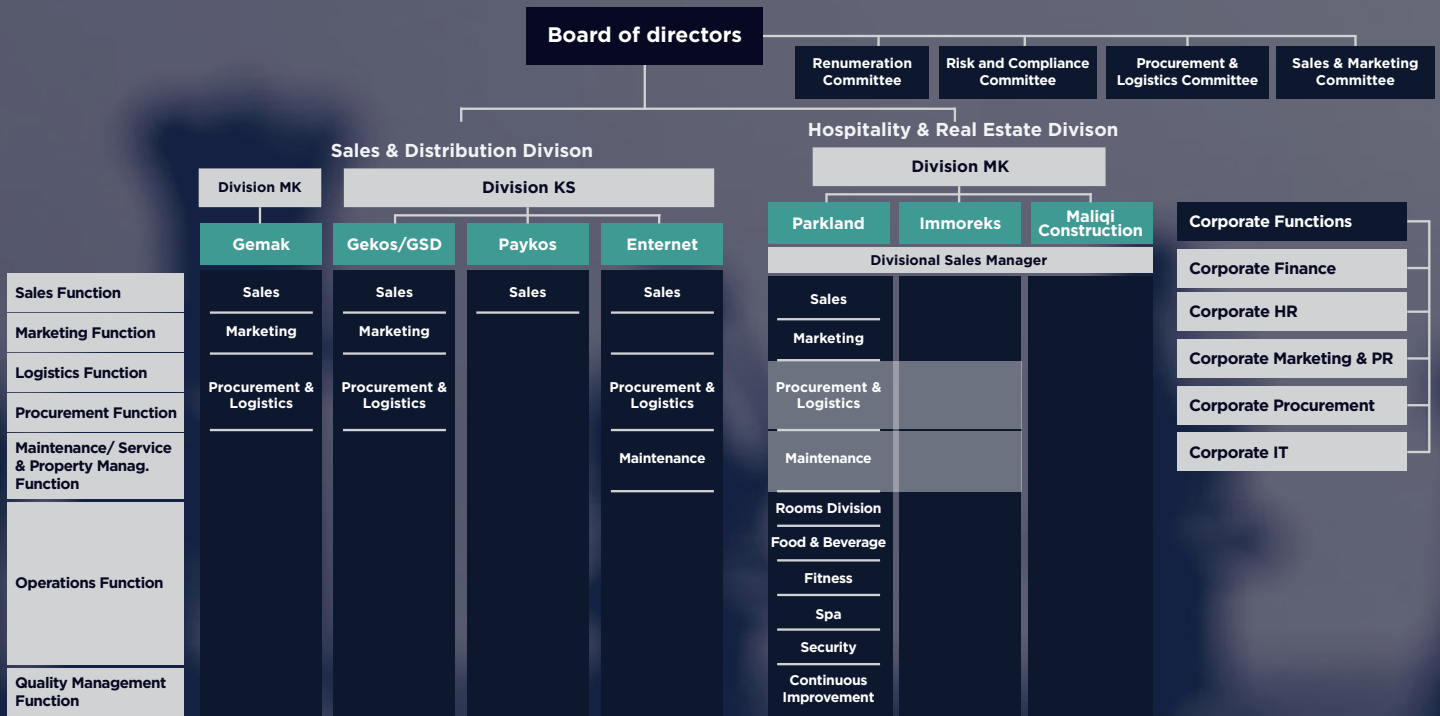 Board of directors
Renumeration
Committee
Risk and Compliance
Committee
Procurement &
Logistics Committee
Sales & Marketing
Committee
Sales & Distribution Divison
Hospitality & Real Estate Divison
Division MK
Division KS
Division MK
Gemak
Gekos/GSD
Paykos
Enternet
Parkland
Immoreks
Maliqi
Construction
Divisional Sales Manager
Sales Function
Marketing Function
Logistics Function
Procurement Function
Maintenance/ Service
& Property Manag.
Function
Operations Function
Quality Management
Function
Sales
Marketing
Procurement &
Logistics
Sales
Marketing
Procurement &
Logistics
Sales
Sales
Procurement &
Logistics
Maintenance
Sales
Marketing
Procurement &
Logistics
Maintenance
Rooms Division
Food & Beverage
Fitness
Spa
Security
Continuous
Improvement
Corporate Functions
Corporate Finance
Corporate HR
Corporate Marketing & PR
Corporate Procurement
Corporate IT